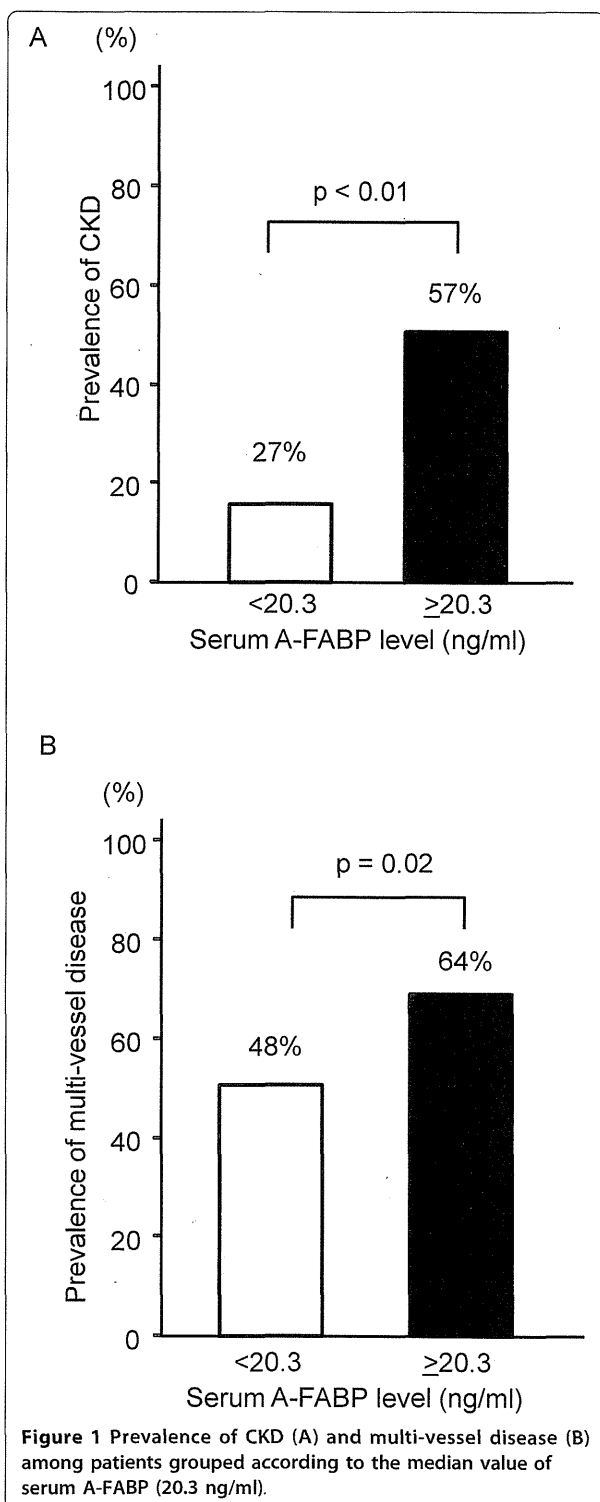 A (%)
100
80
60
40
20
0
Prevalence of CKD
p < 0.01
27%
57%
<20.3 ≥20.3
Serum A-FABP level (ng/ml)
B
(%)
100
80
60
40
20
0
Prevalence of multi-vessel disease
p = 0.02
48%
64%
<20.3 ≥20.3
Serum A-FABP level (ng/ml)
Figure 1 Prevalence of CKD (A) and multi-vessel disease (B)
among patients grouped according to the median value of
serum A-FABP (20.3 ng/ml).